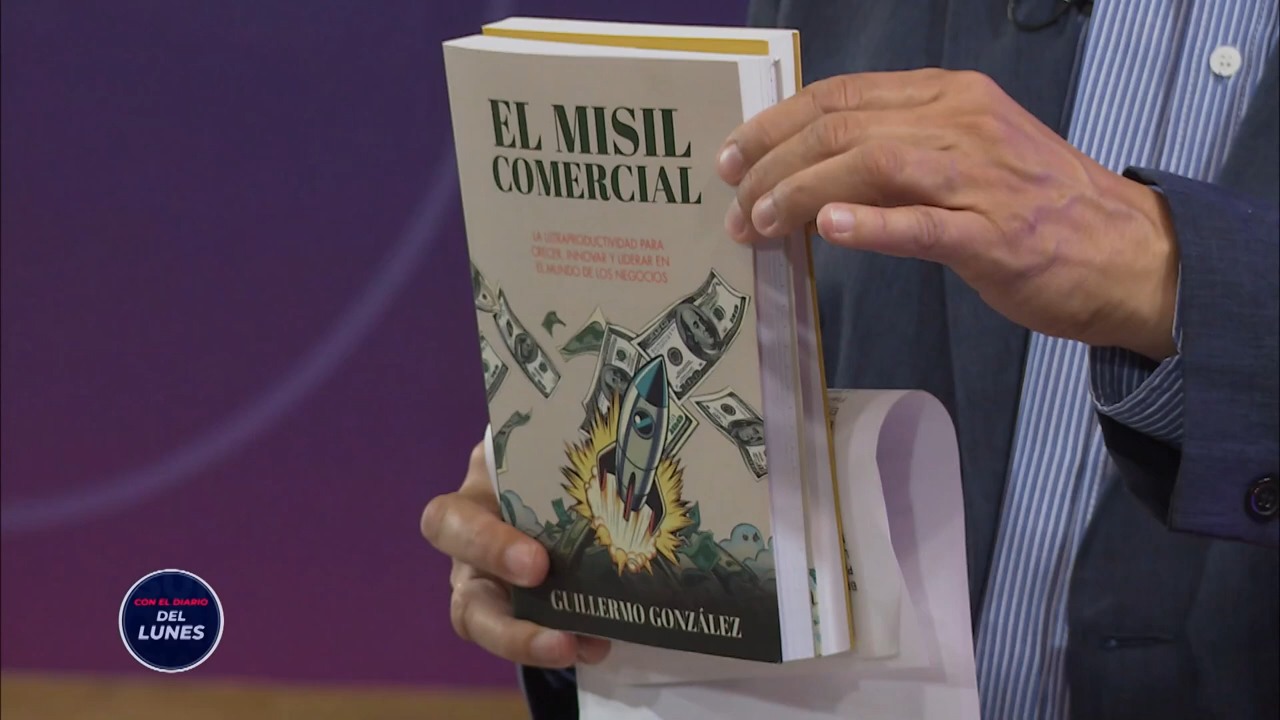 EL MISIL
COMERCIAL
LA ULTRAPRODUCTIVIDAD PARA
CRECER, INNOVAR Y LIDERAR EN
EL MUNDO DE LOS NEGOCIOS
GUILLERMO GONZÁLEZ
CON EL DIARIO
DEL
LUNES